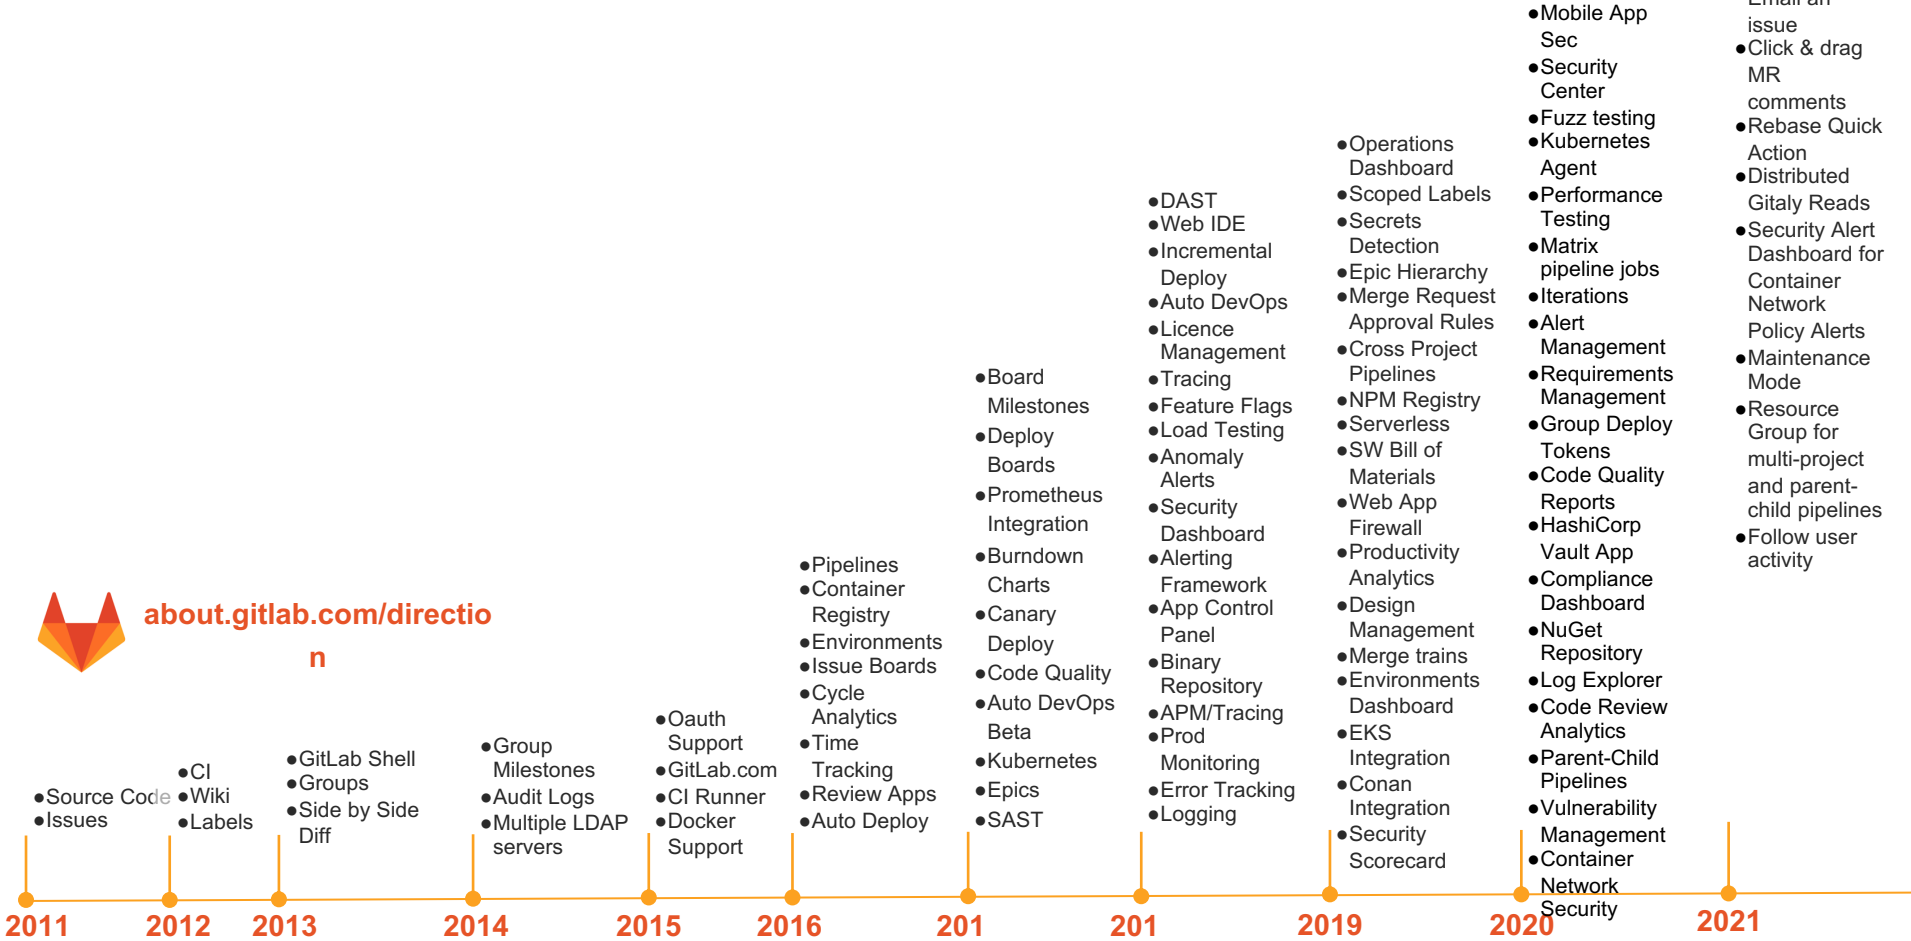 about.gitlab.com/directio
n
●Source Code
●Issues
2011
●CI
●Wiki
●Labels
2012
●GitLab Shell
●Groups
●Side by Side
Diff
2013
●Group
Milestones
●Audit Logs
●Multiple LDAP
servers
2014
●Oauth
Support
●GitLab.com
●CI Runner
●Docker
Support
2015
●Pipelines
●Container
Registry
●Environments
●Issue Boards
●Cycle
Analytics
●Time
Tracking
●Review Apps
●Auto Deploy
2016
●Board
Milestones
●Deploy
Boards
●Prometheus
Integration
●Burndown
Charts
●Canary
Deploy
●Code Quality
●Auto DevOps
Beta
●Kubernetes
●Epics
●SAST
201
●DAST
●Web IDE
●Incremental
Deploy
●Auto DevOps
●Licence
Management
●Tracing
●Feature Flags
●Load Testing
●Anomaly
Alerts
●Security
Dashboard
●Alerting
Framework
●App Control
Panel
●Binary
Repository
●APM/Tracing
●Prod
Monitoring
●Error Tracking
●Logging
201
●Operations
Dashboard
●Scoped Labels
●Secrets
Detection
●Epic Hierarchy
●Merge Request
Approval Rules
●Cross Project
Pipelines
●NPM Registry
●Serverless
●SW Bill of
Materials
●Web App
Firewall
●Productivity
Analytics
●Design
Management
●Merge trains
●Environments
Dashboard
●EKS
Integration
●Conan
Integration
●Security
Scorecard
2019
●Mobile App
Sec
●Security
Center
●Fuzz testing
●Kubernetes
Agent
●Performance
Testing
●Matrix
pipeline jobs
●Iterations
●Alert
Management
●Requirements
Management
●Group Deploy
Tokens
●Code Quality
Reports
●HashiCorp
Vault App
●Compliance
Dashboard
●NuGet
Repository
●Log Explorer
●Code Review
Analytics
●Parent-Child
Pipelines
●Vulnerability
Management
●Container
Network
Security
2020
Email an
issue
●Click & drag
MR
comments
●Rebase Quick
Action
●Distributed
Gitaly Reads
●Security Alert
Dashboard for
Container
Network
Policy Alerts
●Maintenance
Mode
●Resource
Group for
multi-project
and parent-
child pipelines
●Follow user
activity
2021